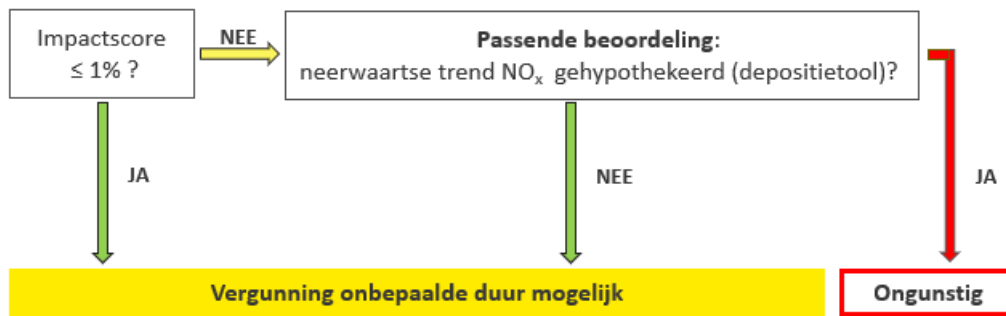 Impactscore
≤ 1% ?
NEE
Passende beoordeling:
neerwaartse trend NOₓ gehypothekeerd (depositietool)?
JA
NEE
JA
Vergunning onbepaalde duur mogelijk
Ongunstig